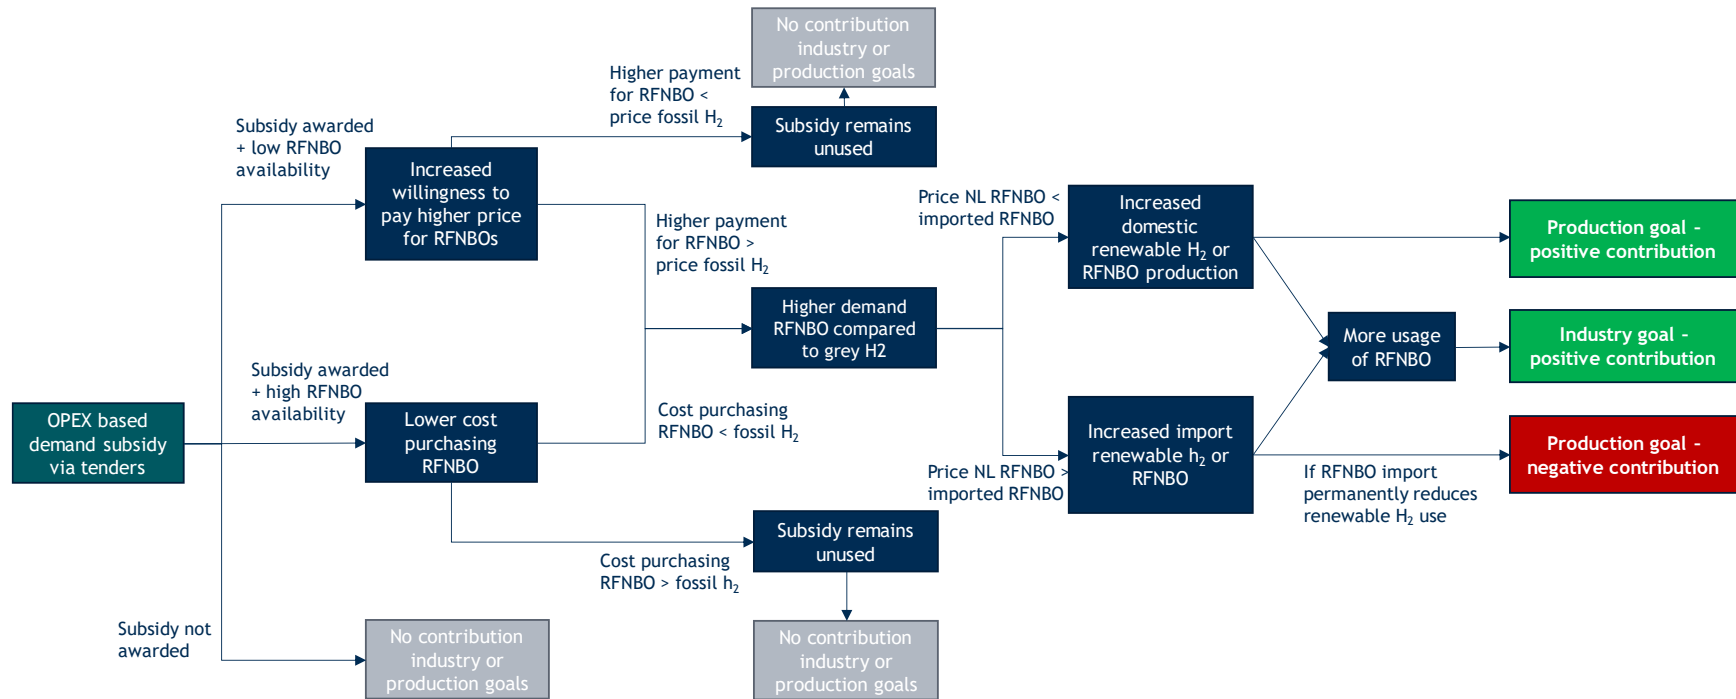 No contribution
industry or
production goals
Higher payment
for RFNBO <
price fossil H₂
Subsidy remains
unused
Subsidy awarded
+ low RFNBO
availability
Increased
willingness to
pay higher price
for RFNBOs
Higher payment
for RFNBO >
price fossil H₂
Price NL RFNBO <
imported RFNBO
Increased
domestic
renewable H₂ or
RFNBO production
Production goal -
positive contribution
Higher demand
RFNBO compared
to grey H2
More usage
of RFNBO
Industry goal -
positive contribution
Subsidy awarded
+ high RFNBO
availability
OPEX based
demand subsidy
via tenders
Lower cost
purchasing
RFNBO
Cost purchasing
RFNBO < fossil H₂
Price NL RFNBO >
imported RFNBO
Increased import
renewable h₂ or
RFNBO
If RFNBO import
permanently reduces
renewable H₂ use
Production goal -
negative contribution
Cost purchasing
RFNBO > fossil h₂
Subsidy remains
unused
Subsidy not
awarded
No contribution
industry or
production goals
No contribution
industry or
production goals